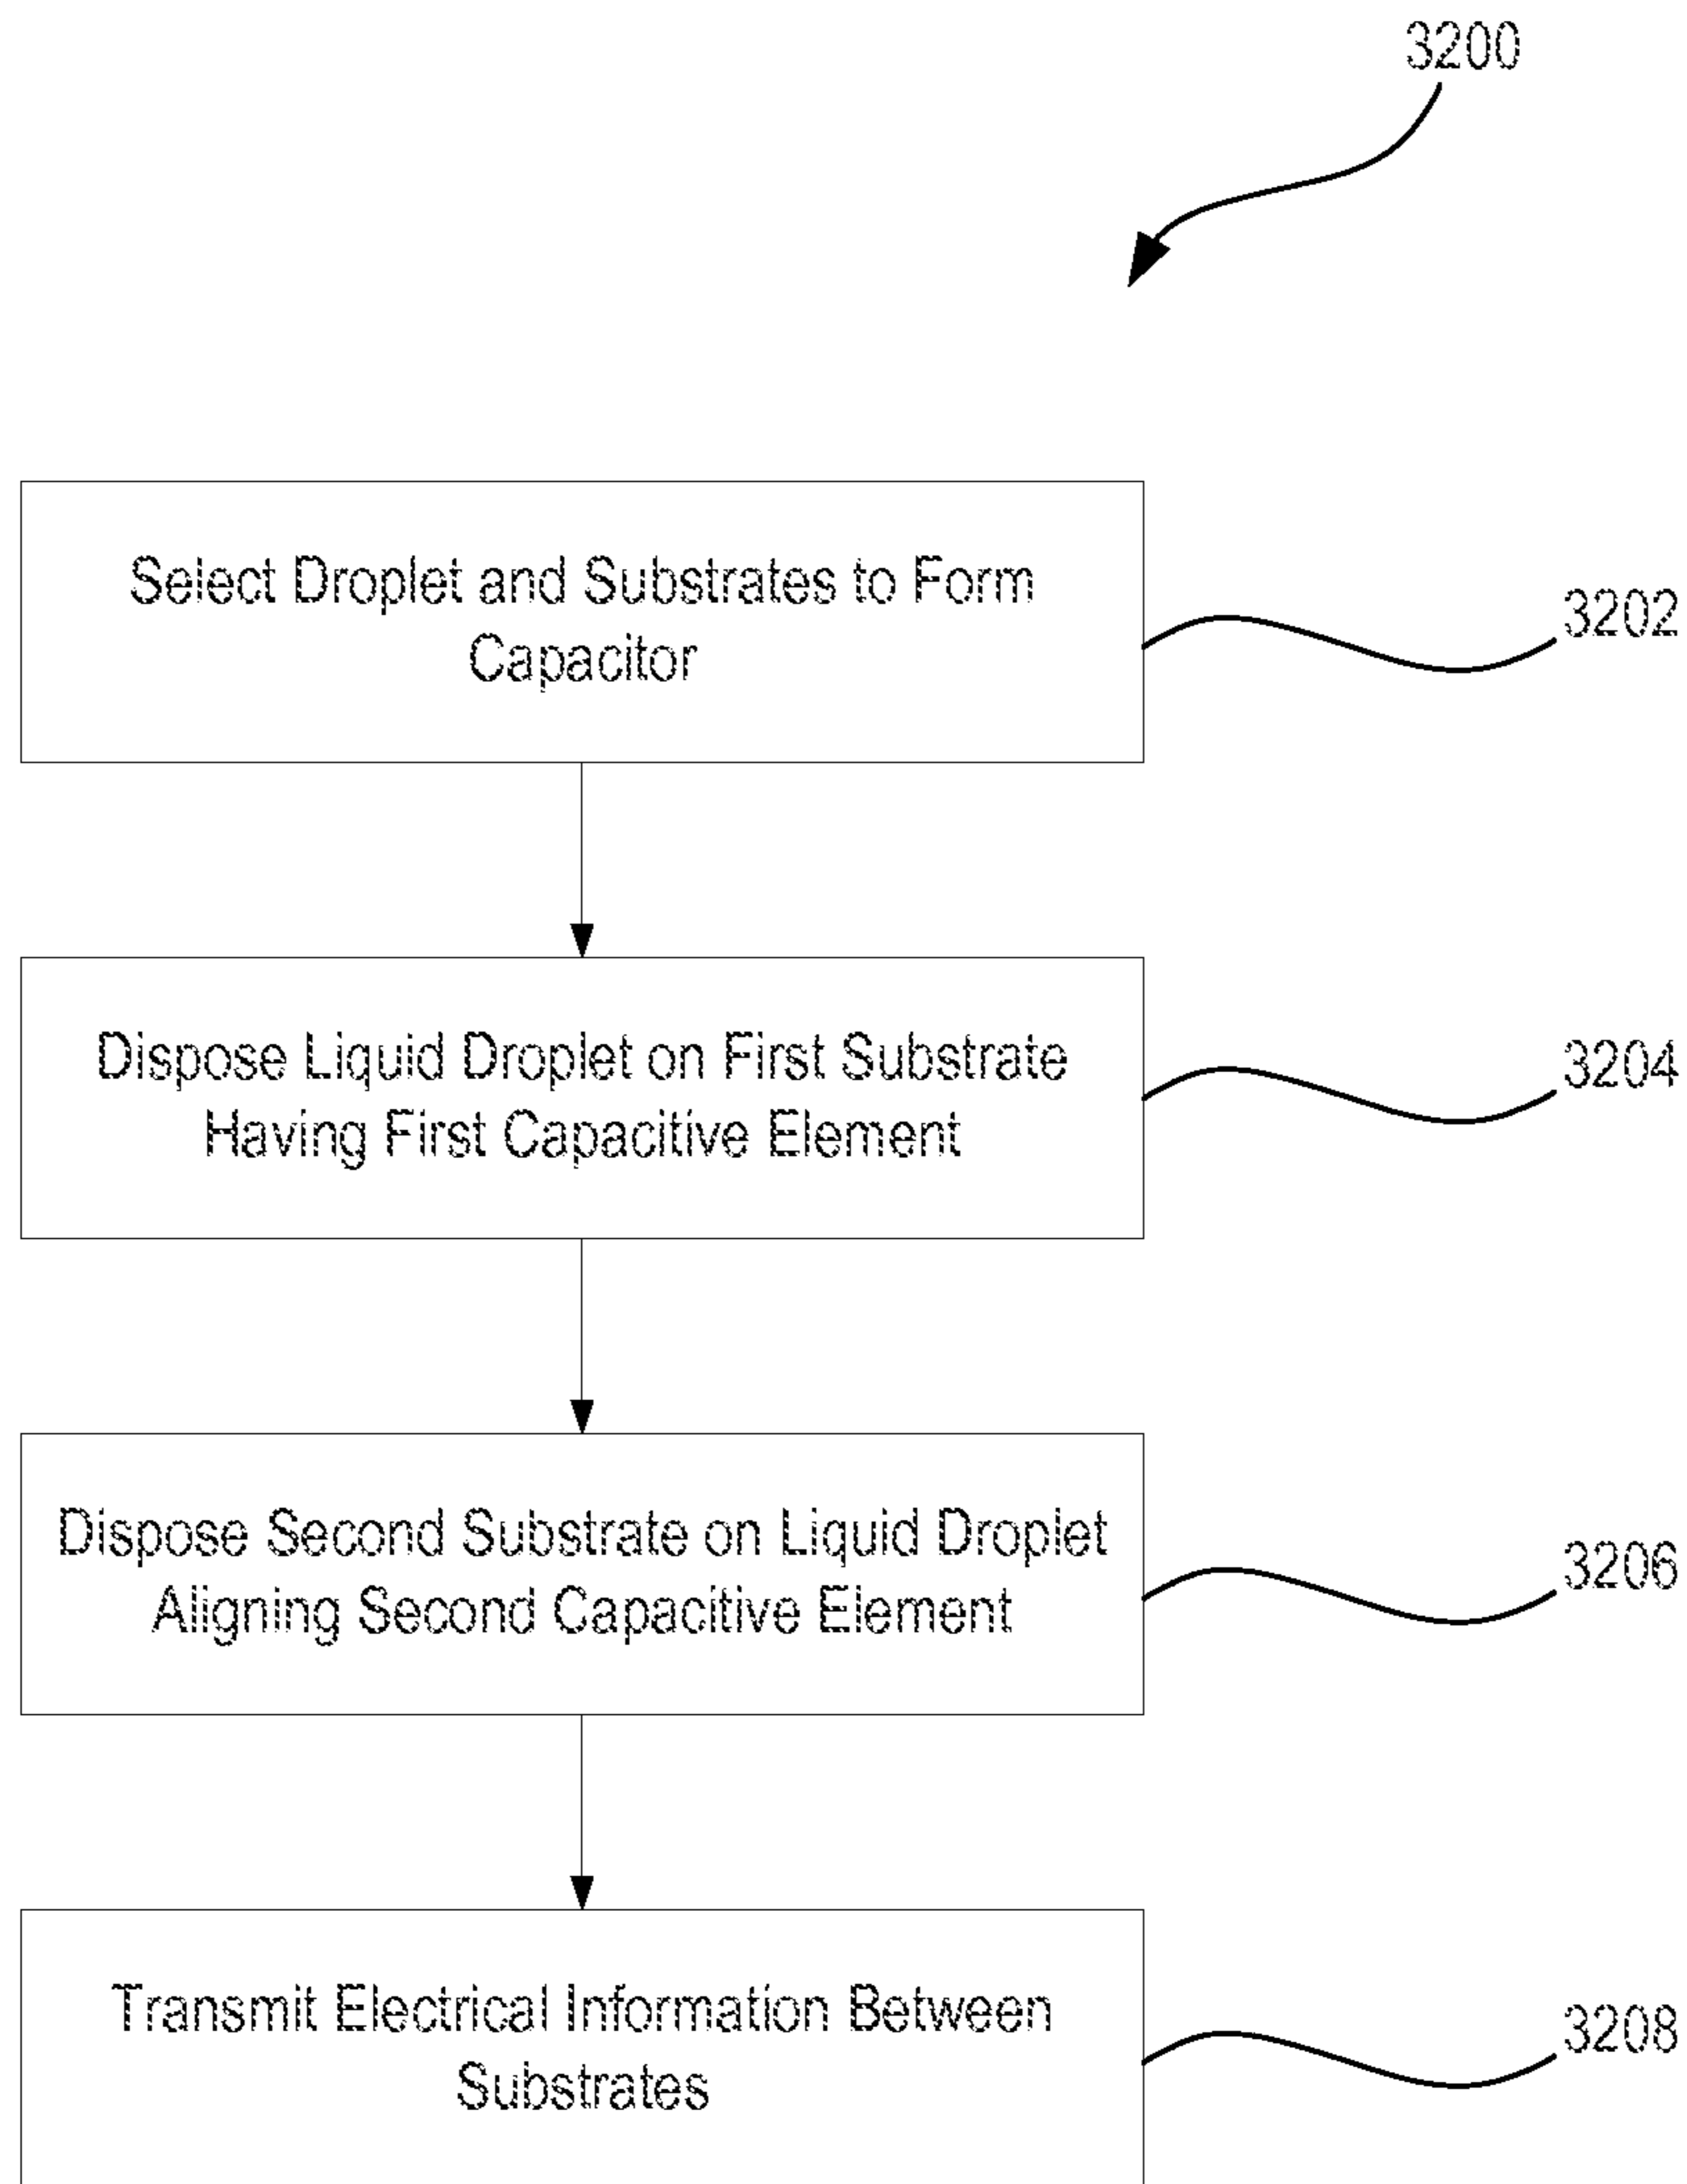 3200
Select Droplet and Substrates to Form
Capacitor
3202
Dispose Liquid Droplet on First Substrate
Having First Capacitive Element
3204
Dispose Second Substrate on Liquid Droplet
Aligning Second Capacitive Element
3206
Transmit Electrical Information Between
Substrates
3208